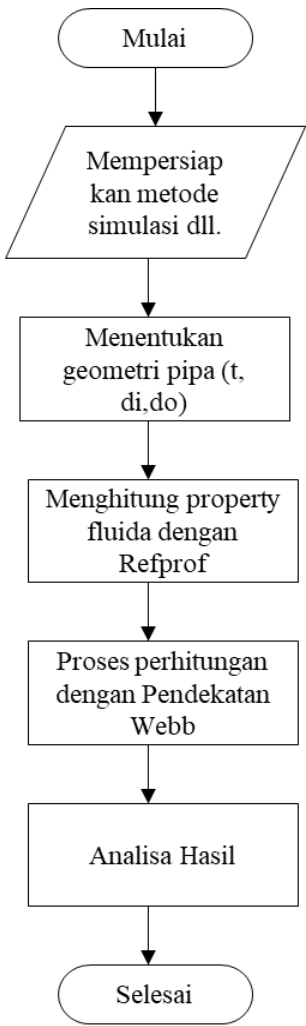 Mulai
Mempersiap
kan metode
simulasi dll.
Menentukan
geometri pipa (t,
di,do)
Menghitung property
fluida dengan
Refprof
Proses perhitungan
dengan Pendekatan
Webb
Analisa Hasil
Selesai